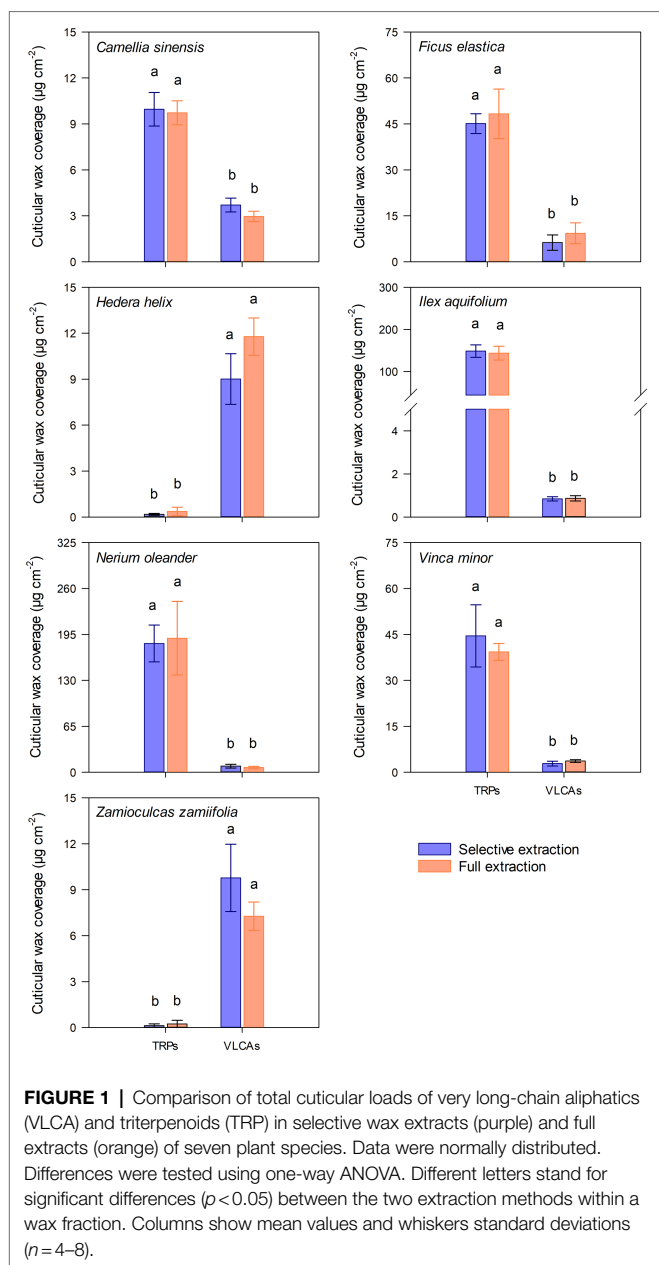 Camellia sinensis
Cuticular wax coverage (µg cm⁻²)
15
12
9
6
3
0
a
a
b
b
Ficus elastica
Cuticular wax coverage (µg cm⁻²)
75
60
45
30
15
0
a
a
b
b
Hedera helix
Cuticular wax coverage (µg cm⁻²)
15
12
9
6
3
0
b
b
a
a
Ilex aquifolium
Cuticular wax coverage (µg cm⁻²)
300
200
100
4
2
0
a
a
b
b
Nerium oleander
Cuticular wax coverage (µg cm⁻²)
325
260
195
130
65
0
a
a
b
b
Vinca minor
Cuticular wax coverage (µg cm⁻²)
75
60
45
30
15
0
a
a
b
b
TRPs
VLCAs
Zamioculcas zamiifolia
Cuticular wax coverage (µg cm⁻²)
15
12
9
6
3
0
b
b
a
a
TRPs
VLCAs
Selective extraction
Full extraction
FIGURE 1 | Comparison of total cuticular loads of very long-chain aliphatics
(VLCA) and triterpenoids (TRP) in selective wax extracts (purple) and full
extracts (orange) of seven plant species. Data were normally distributed.
Differences were tested using one-way ANOVA. Different letters stand for
significant differences (p < 0.05) between the two extraction methods within a
wax fraction. Columns show mean values and whiskers standard deviations
(n = 4–8).